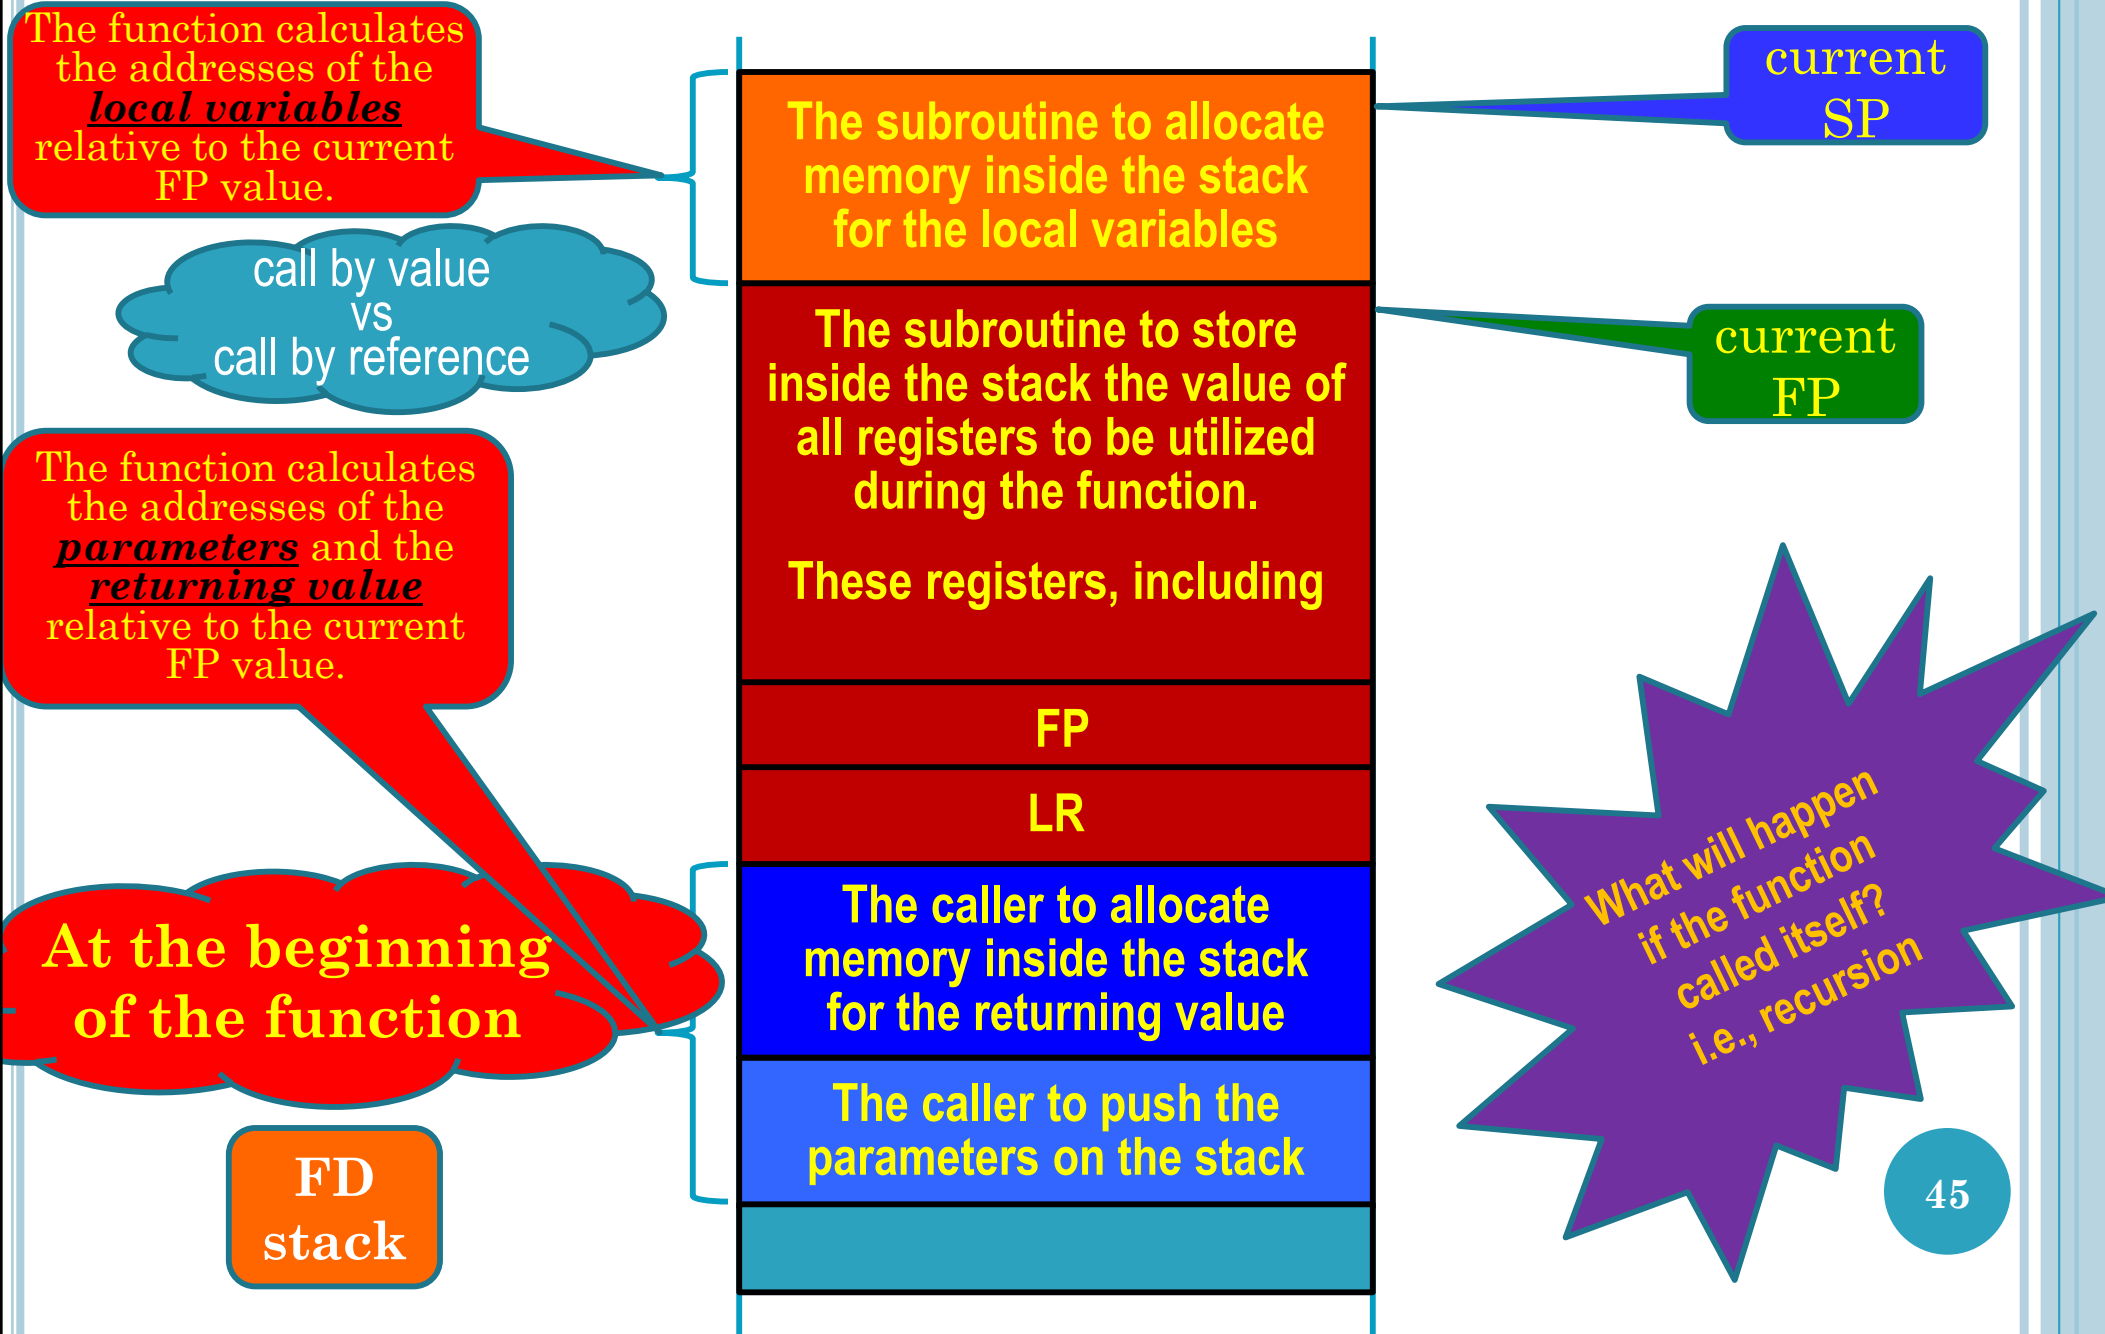 The function calculates
the addresses of the
local variables
relative to the current
FP value.
call by value
vs
call by reference
The function calculates
the addresses of the
parameters and the
returning value
relative to the current
FP value.
At the beginning
of the function
FD
stack
The subroutine to allocate
memory inside the stack
for the local variables
The subroutine to store
inside the stack the value of
all registers to be utilized
during the function.
These registers, including
FP
LR
The caller to allocate
memory inside the stack
for the returning value
The caller to push the
parameters on the stack
current
SP
current
FP
What will happen
if the function
called itself?
i.e., recursion
45